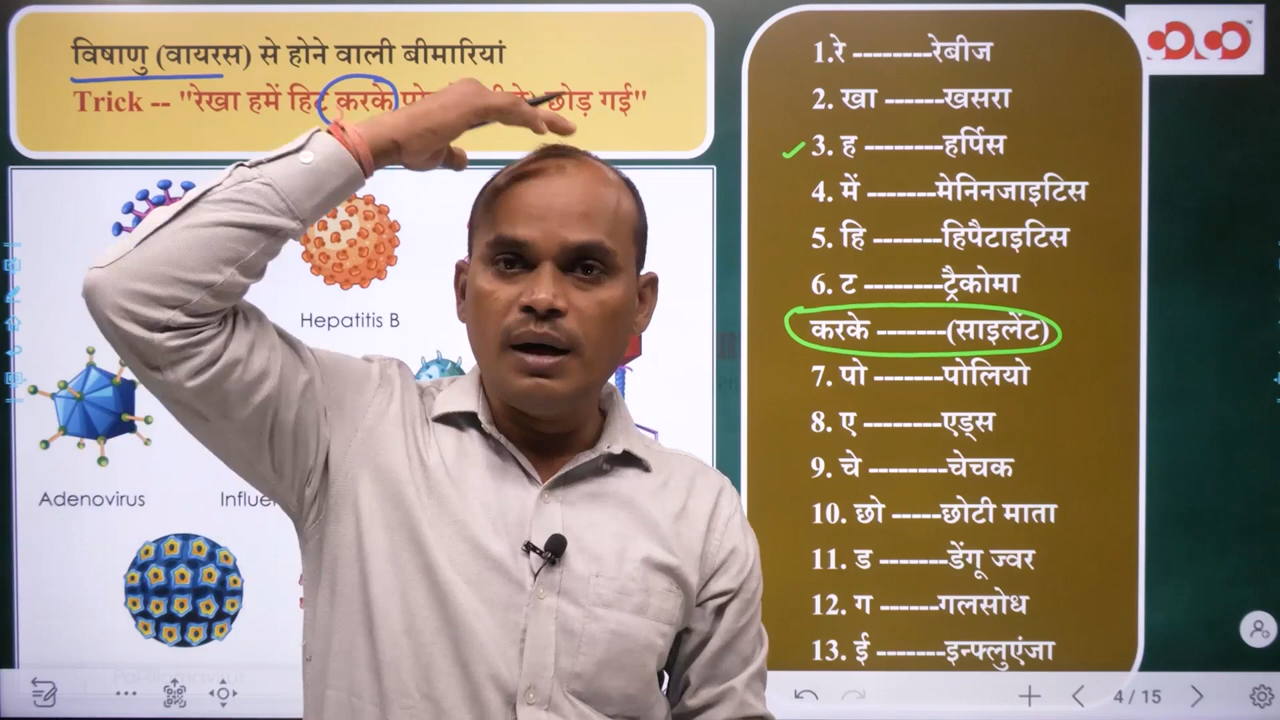 विषाणु (वायरस) से होने वाली बीमारियां
Trick -- "रेखा हमें हिट करके छोड़ गई"
Hepatitis B
Adenovirus
1.रे --------रेबीज
2. खा ------खसरा
3. ह --------हर्पिस
4. में -------मेनिनजाइटिस
5. हि -------हिपैटाइटिस
6. ट --------ट्रैकोमा
करके -------(साइलेंट)
7. पो --------पोलियो
8. ए --------एड्स
9. चे --------चेचक
10. छो -----छोटी माता
11. ड -------डेंगू ज्वर
12. ग ------गलसोध
13. ई -------इन्फ्लुएंजा
4 / 15